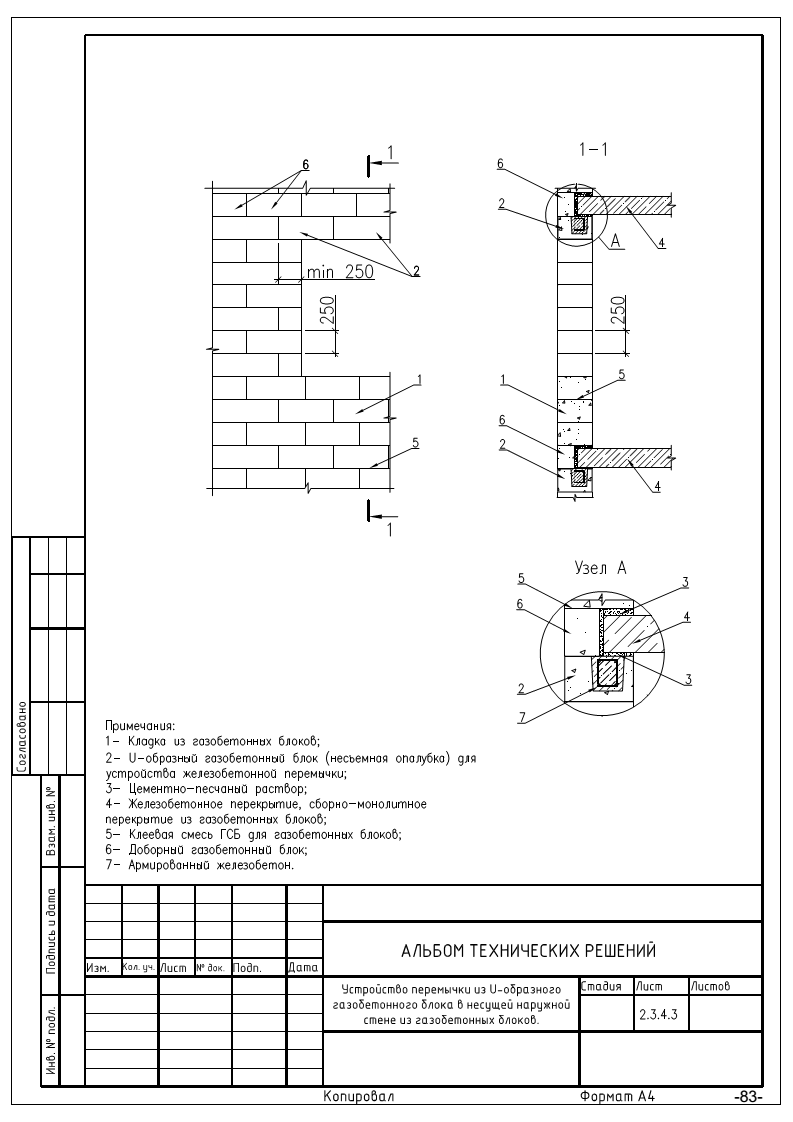 1
1-1
6
6
2
А
4
2
min 250
250
250
1
5
1
5
6
2
4
1
Узел А
5
6
3
4
2
3
7
Примечания:
1- Кладка из газобетонных блоков;
2- U-образный газобетонный блок (несъемная опалубка) для
устройства железобетонной перемычки;
3- Цементно-песчаный раствор;
4- Железобетонное перекрытие, сборно-монолитное
перекрытие из газобетонных блоков;
5- Клеевая смесь ГСБ для газобетонных блоков;
6- Доборный газобетонный блок;
7- Армированный железобетон.
Согласовано
Взам. инв. №
Подпись и дата
Инв. № подл.
Изм. Кол. уч. Лист № док. Подп. Дата
АЛЬБОМ ТЕХНИЧЕСКИХ РЕШЕНИЙ
Устройство перемычки из U-образного
газобетонного блока в несущей наружной
стене из газобетонных блоков.
Стадия Лист Листов
2.3.4.3
Копировал
Формат А4
-83-